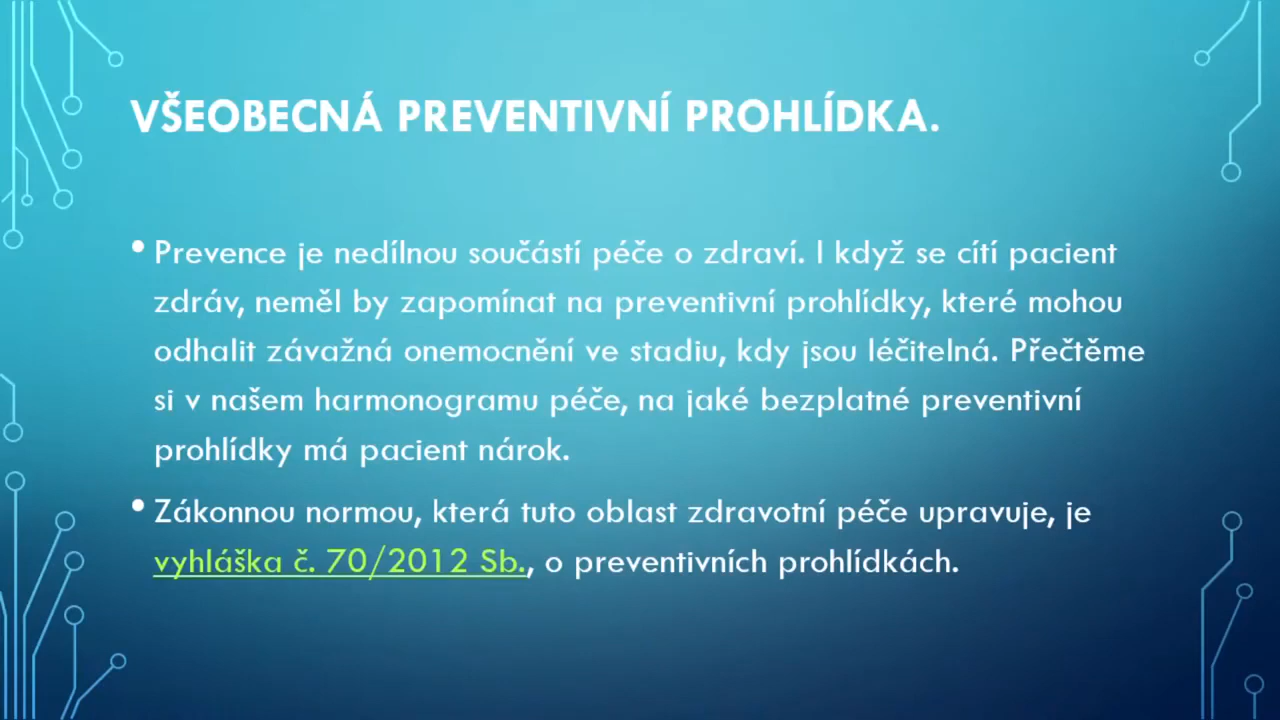 VŠEOBECNÁ PREVENTIVNÍ PROHLÍDKA.
• Prevence je nedílnou součástí péče o zdraví. I když se cítí pacient
zdráv, neměl by zapomínat na preventivní prohlídky, které mohou
odhalit závažná onemocnění ve stadiu, kdy jsou léčitelná. Přečtěme
si v našem harmonogramu péče, na jaké bezplatné preventivní
prohlídky má pacient nárok.
• Zákonnou normou, která tuto oblast zdravotní péče upravuje, je
vyhláška č. 70/2012 Sb., o preventivních prohlídkách.